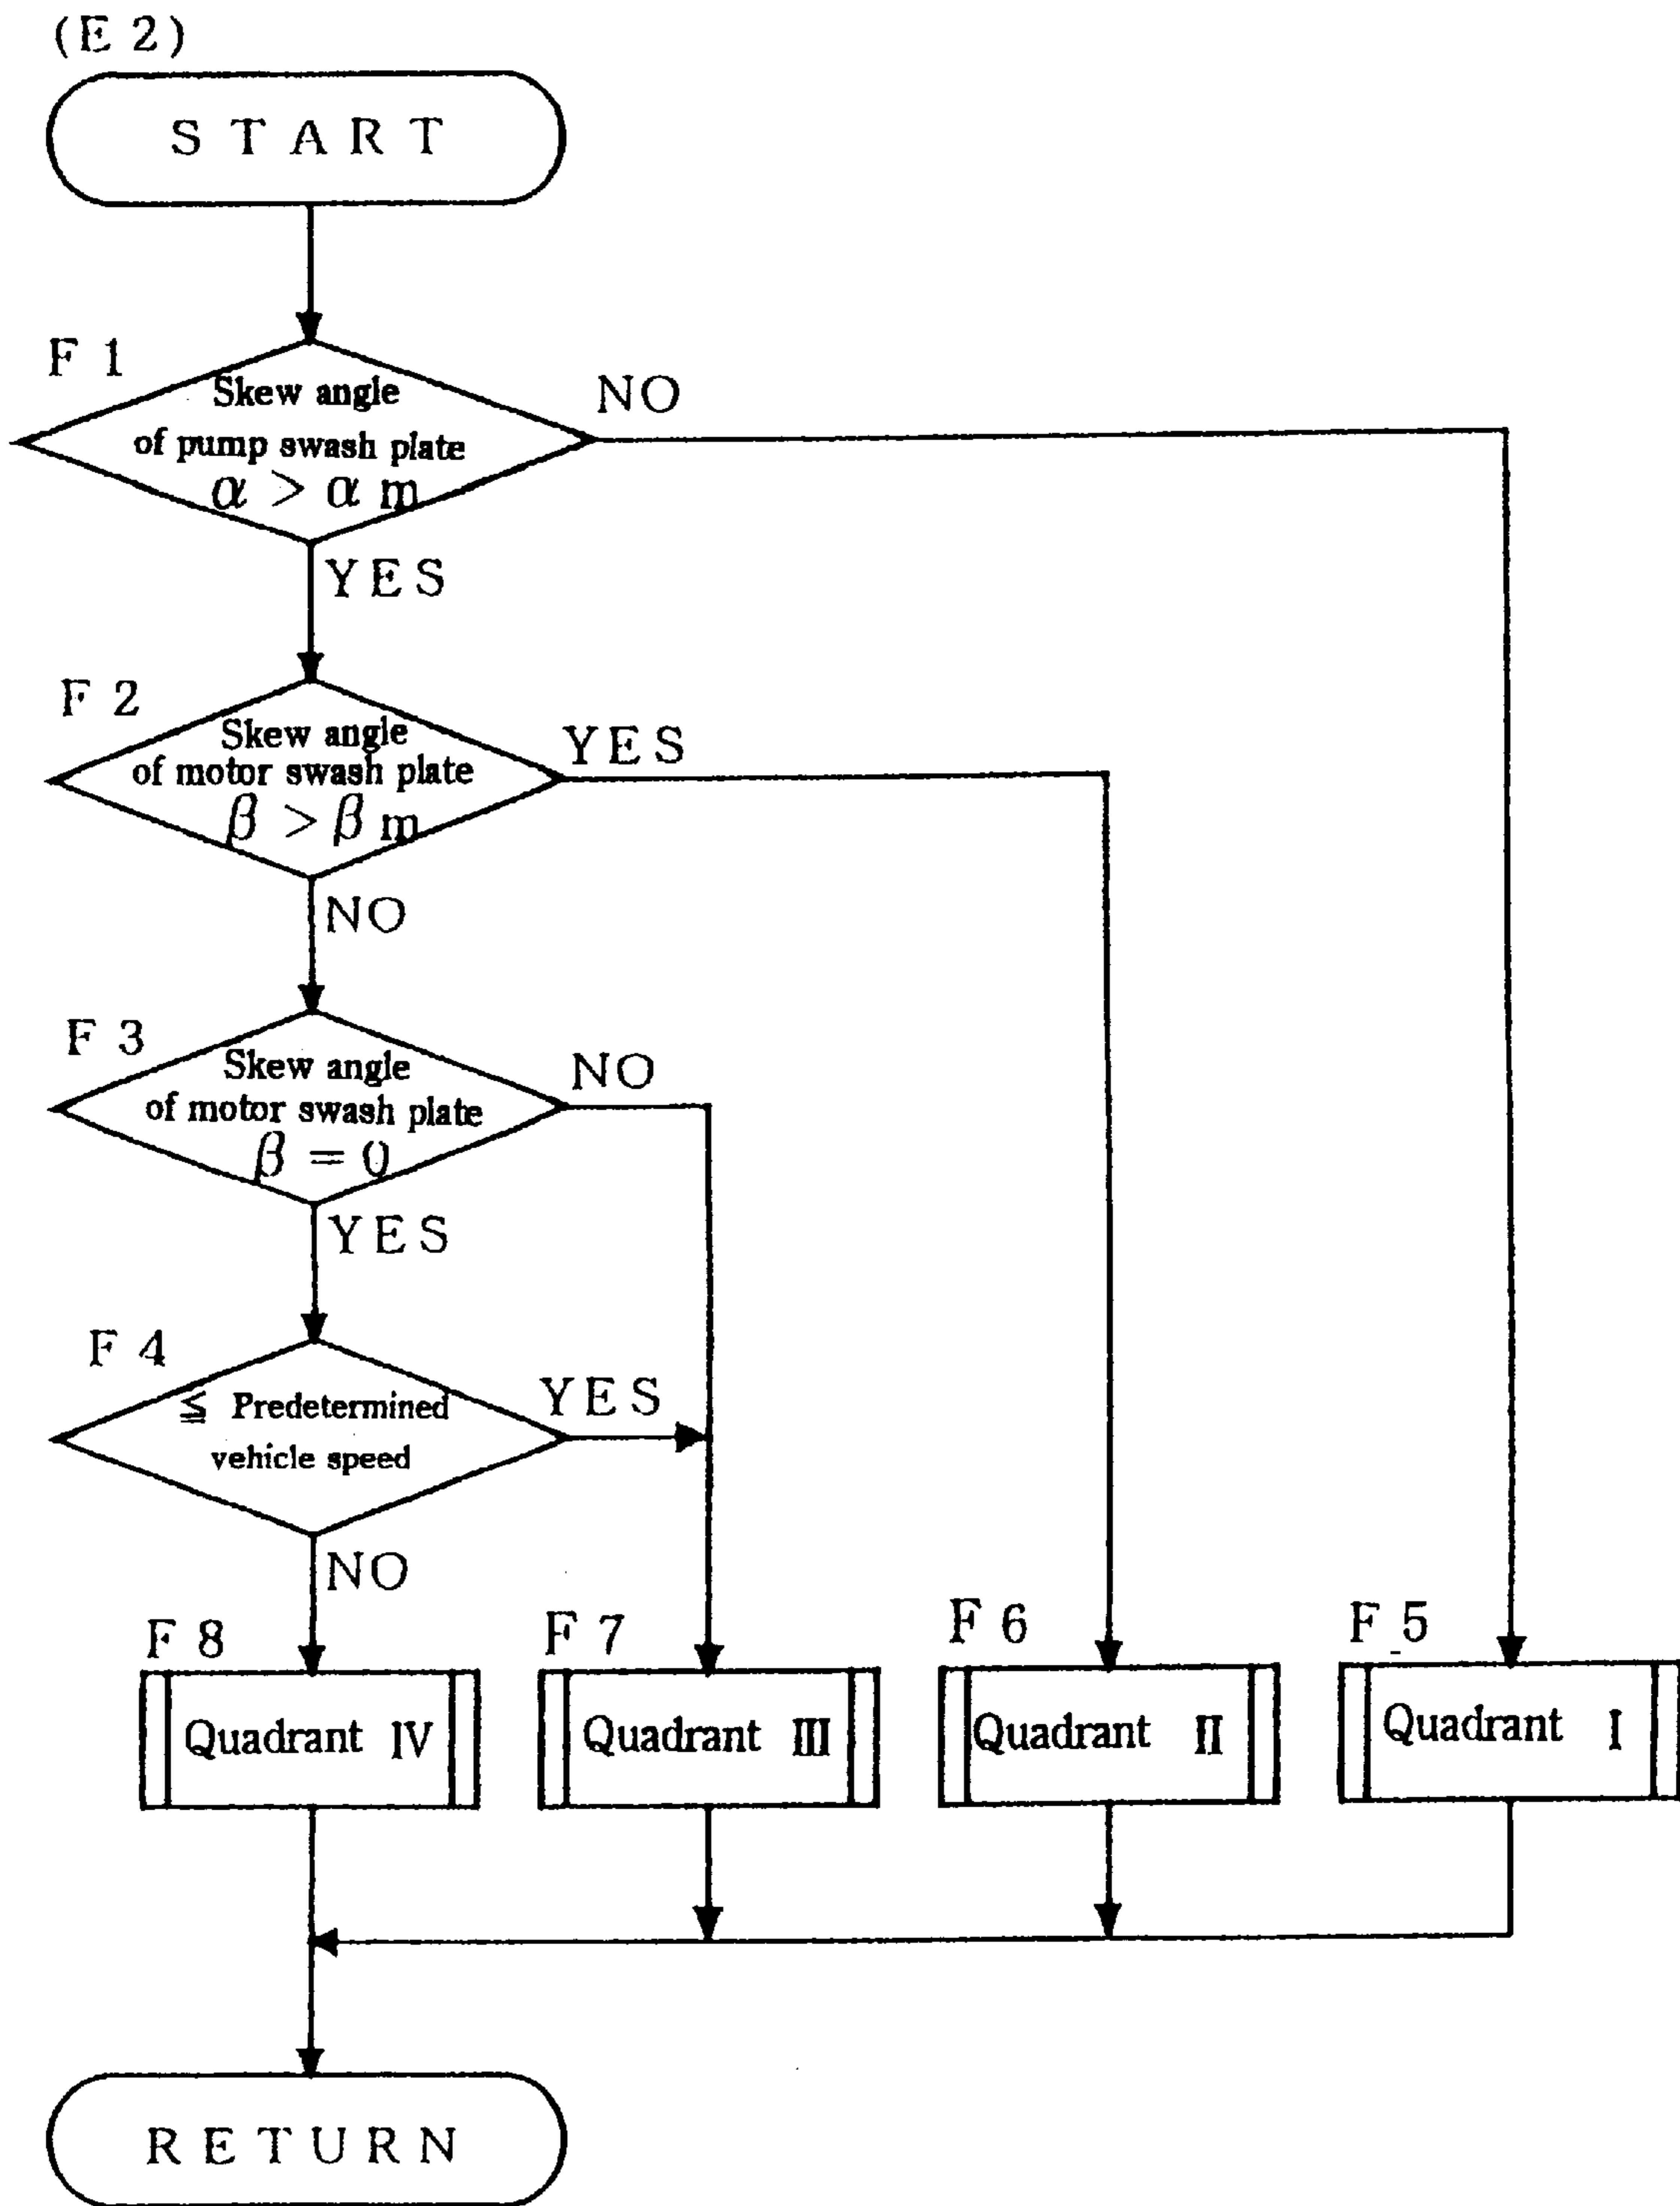 (E 2)
START
F 1
Skew angle
of pump swash plate
α > α m
NO
YES
F 2
Skew angle
of motor swash plate
β > β m
YES
NO
F 3
Skew angle
of motor swash plate
β = 0
NO
YES
F 4
≦ Predetermined
vehicle speed
YES
NO
F 8
Quadrant IV
F 7
Quadrant III
F 6
Quadrant II
F 5
Quadrant I
RETURN